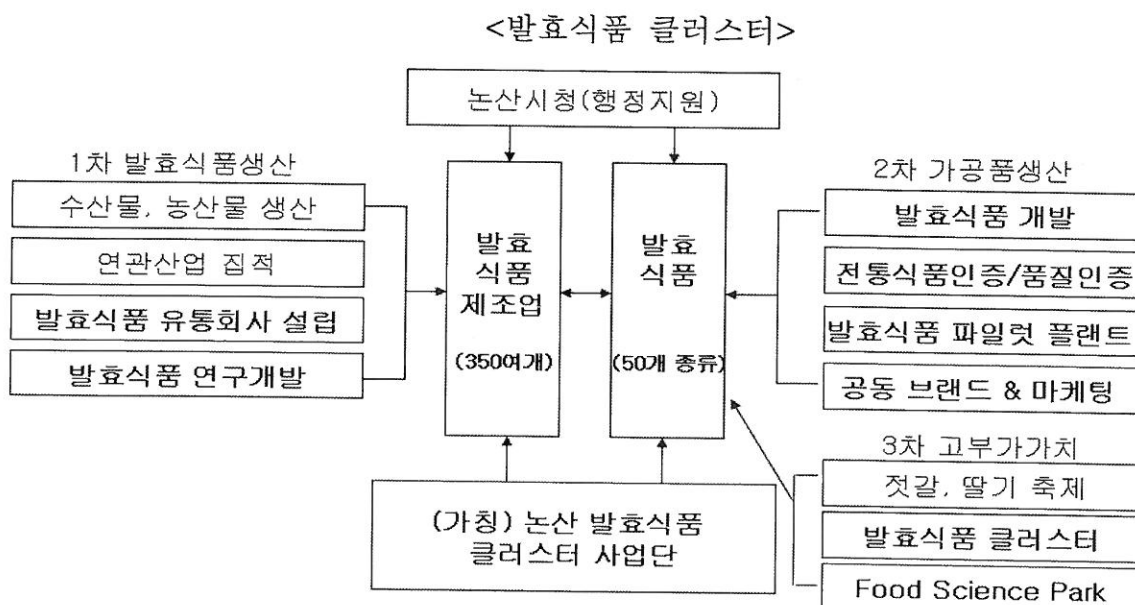 <발효식품 클러스터>
논산시청(행정지원)
1차 발효식품생산
수산물, 농산물 생산
연관산업 집적
발효식품 유통회사 설립
발효식품 연구개발
발효
식품
제조업
(350여개)
발효
식품
(50개 종류)
2차 가공품생산
발효식품 개발
전통식품인증/품질인증
발효식품 파일럿 플랜트
공동 브랜드 & 마케팅
3차 고부가가치
젓갈, 딸기 축제
발효식품 클러스터
Food Science Park
(가칭) 논산 발효식품
클러스터 사업단